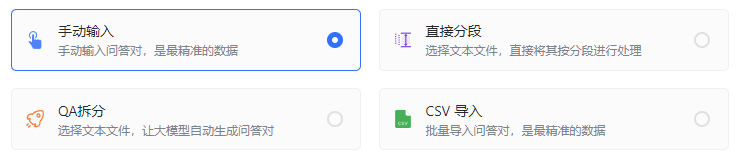 手动输入
手动输入问答对，是最精准的数据
直接分段
选择文本文件，直接将其按分段进行处理
QA拆分
选择文本文件，让大模型自动生成问答对
CSV 导入
批量导入问答对，是最精准的数据